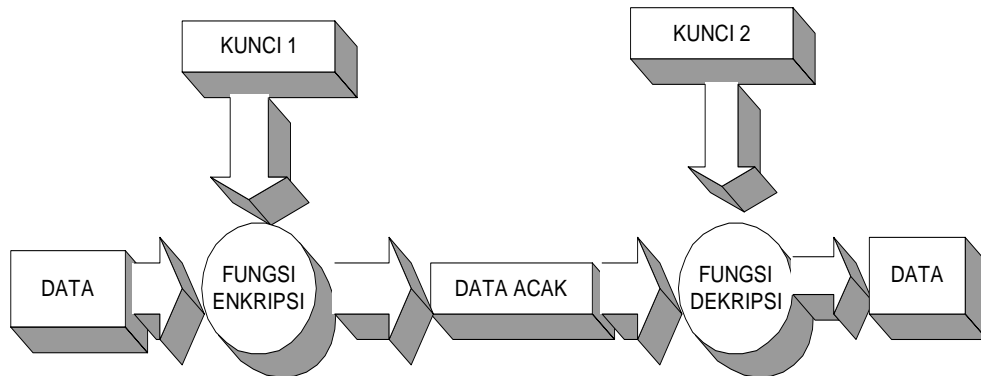 KUNCI 1
KUNCI 2
DATA
FUNGSI
ENKRIPSI
DATA ACAK
FUNGSI
DEKRIPSI
DATA